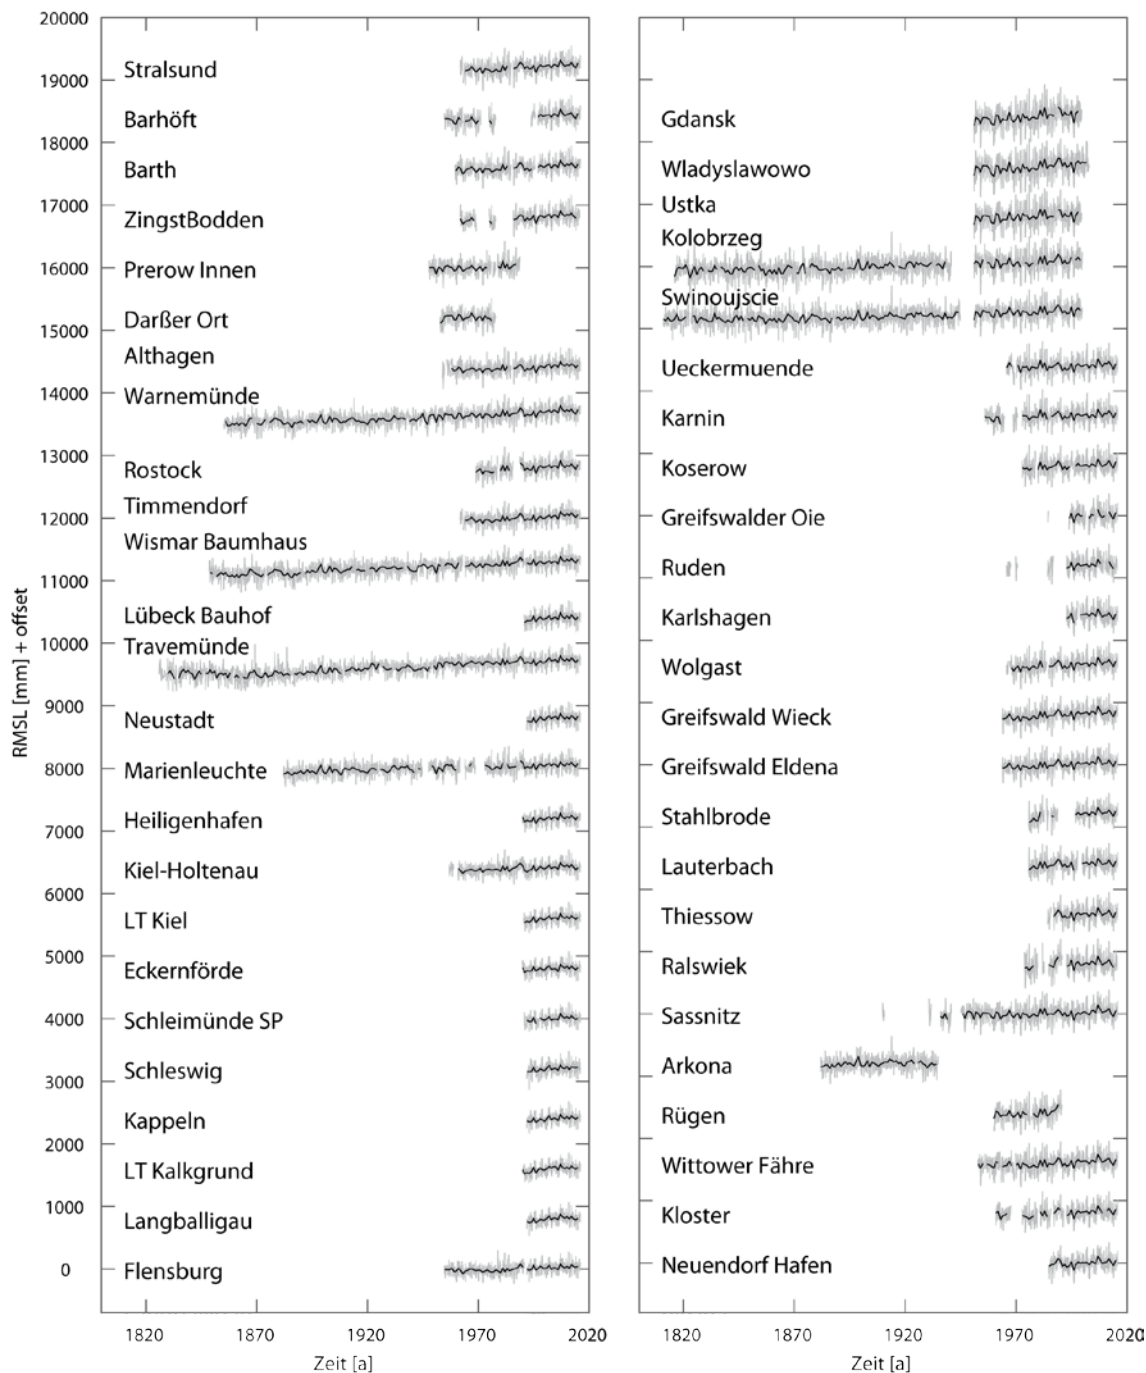 20000
19000
18000
17000
16000
15000
14000
13000
12000
11000
10000
9000
8000
7000
6000
5000
4000
3000
2000
1000
0
RMSL [mm] + offset
Stralsund
Barhöft
Barth
ZingstBodden
Prerow Innen
Darßer Ort
Althagen
Warnemünde
Rostock
Timmendorf
Wismar Baumhaus
Lübeck Bauhof
Travemünde
Neustadt
Marienleuchte
Heiligenhafen
Kiel-Holtenau
LT Kiel
Eckernförde
Schleimünde SP
Schleswig
Kappeln
LT Kalkgrund
Langballigau
Flensburg
1820 1870 1920 1970 2020
Zeit [a]
Gdansk
Wladyslawowo
Ustka
Kolobrzeg
Swinoujscie
Ueckermuende
Karnin
Koserow
Greifswalder Oie
Ruden
Karlshagen
Wolgast
Greifswald Wieck
Greifswald Eldena
Stahlbrode
Lauterbach
Thiessow
Ralswiek
Sassnitz
Arkona
Rügen
Wittower Fähre
Kloster
Neuendorf Hafen
1820 1870 1920 1970 2020
Zeit [a]